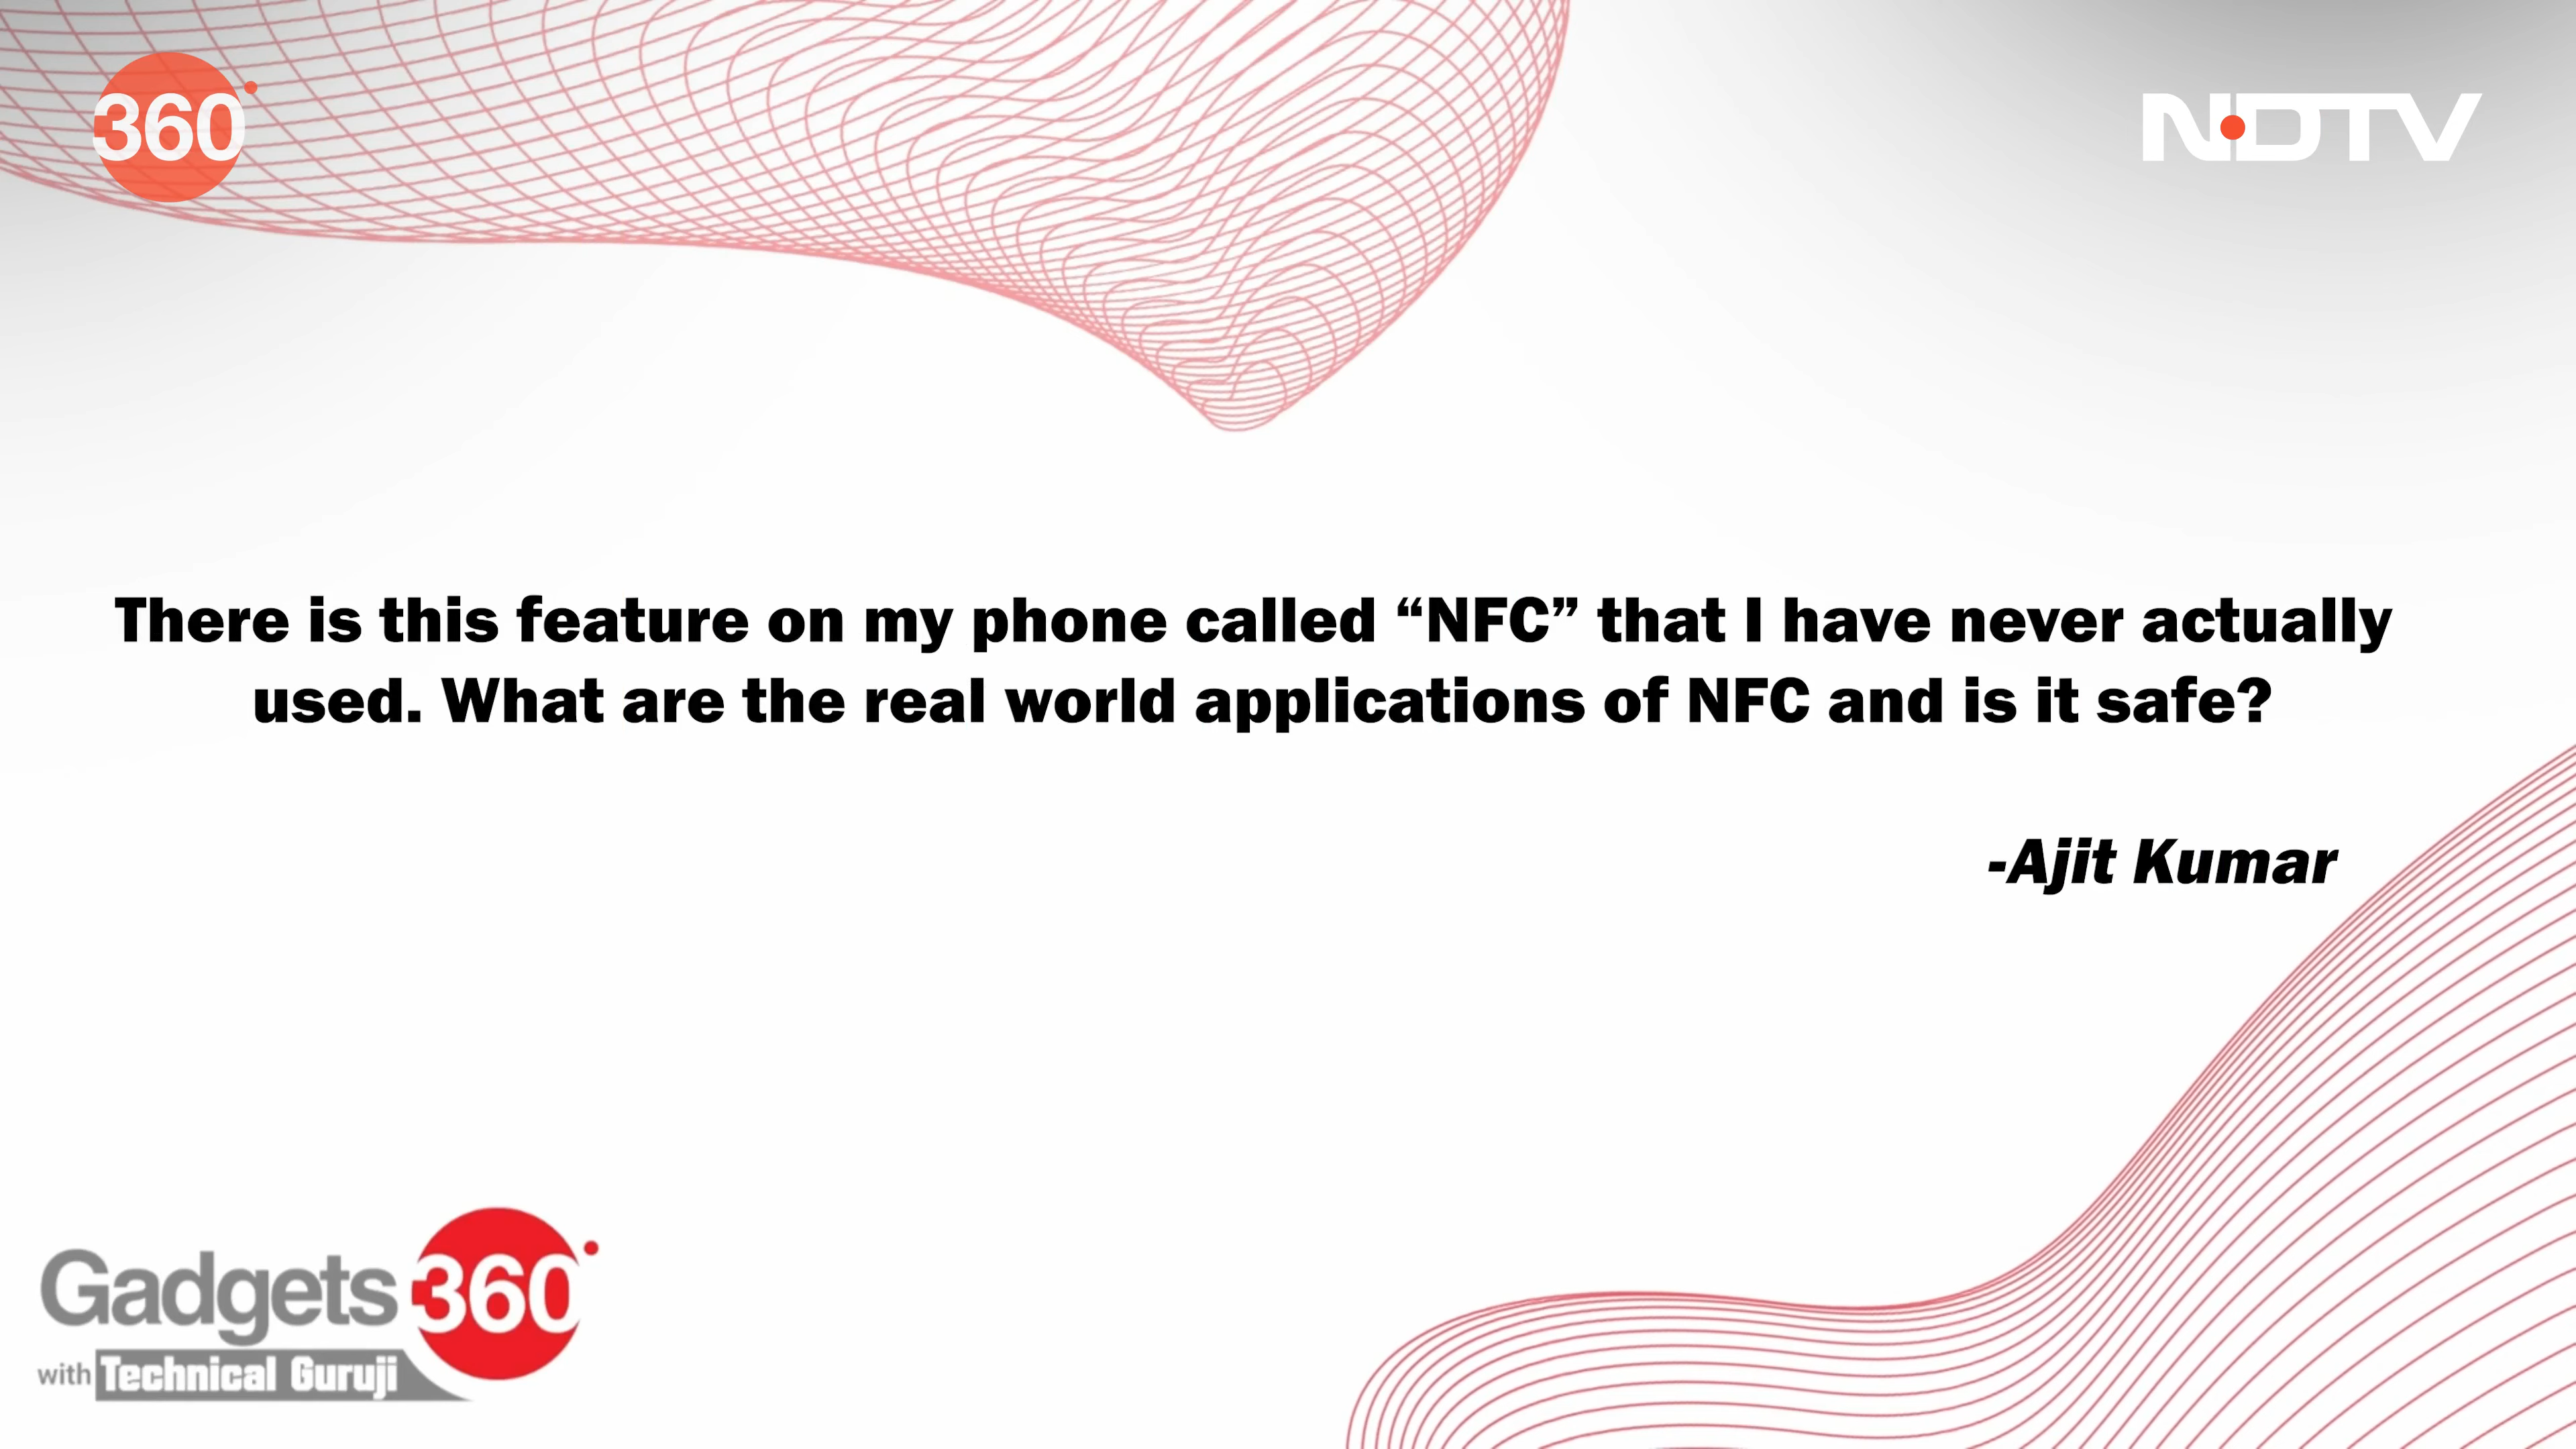 360
NDTV
There is this feature on my phone called “NFC” that I have never actually
used. What are the real world applications of NFC and is it safe?
-Ajit Kumar
Gadgets 360
with Technical Guruji